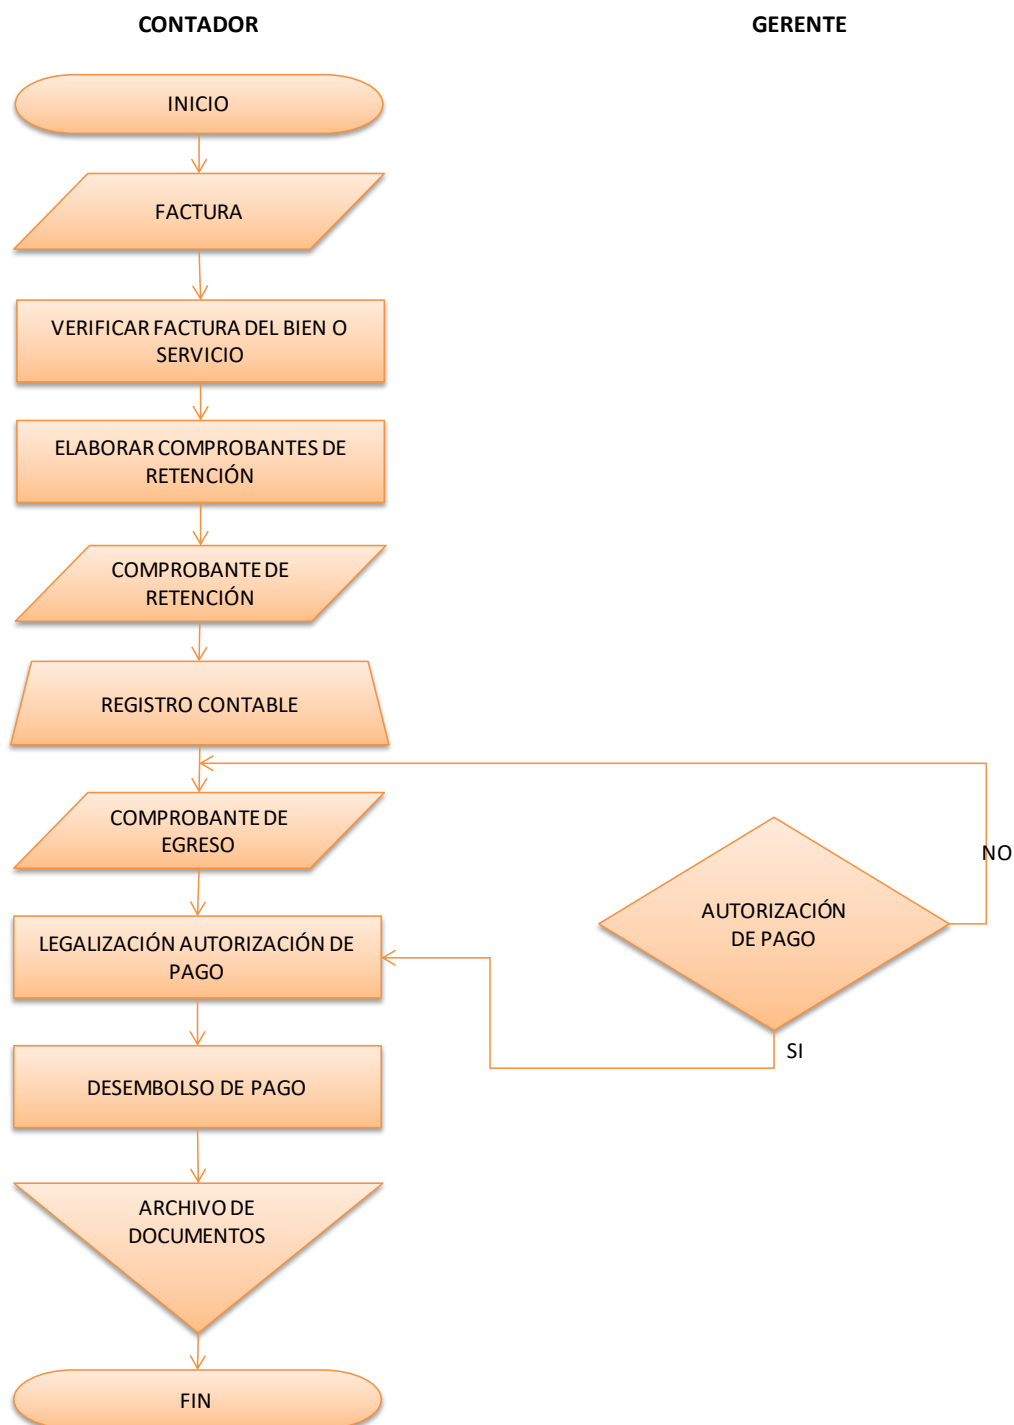 CONTADOR
GERENTE
INICIO
FACTURA
VERIFICAR FACTURA DEL BIEN O
SERVICIO
ELABORAR COMPROBANTES DE
RETENCIÓN
COMPROBANTE DE
RETENCIÓN
REGISTRO CONTABLE
COMPROBANTE DE
EGRESO
NO
AUTORIZACIÓN
DE PAGO
LEGALIZACIÓN AUTORIZACIÓN DE
PAGO
SI
DESEMBOLSO DE PAGO
ARCHIVO DE
DOCUMENTOS
FIN